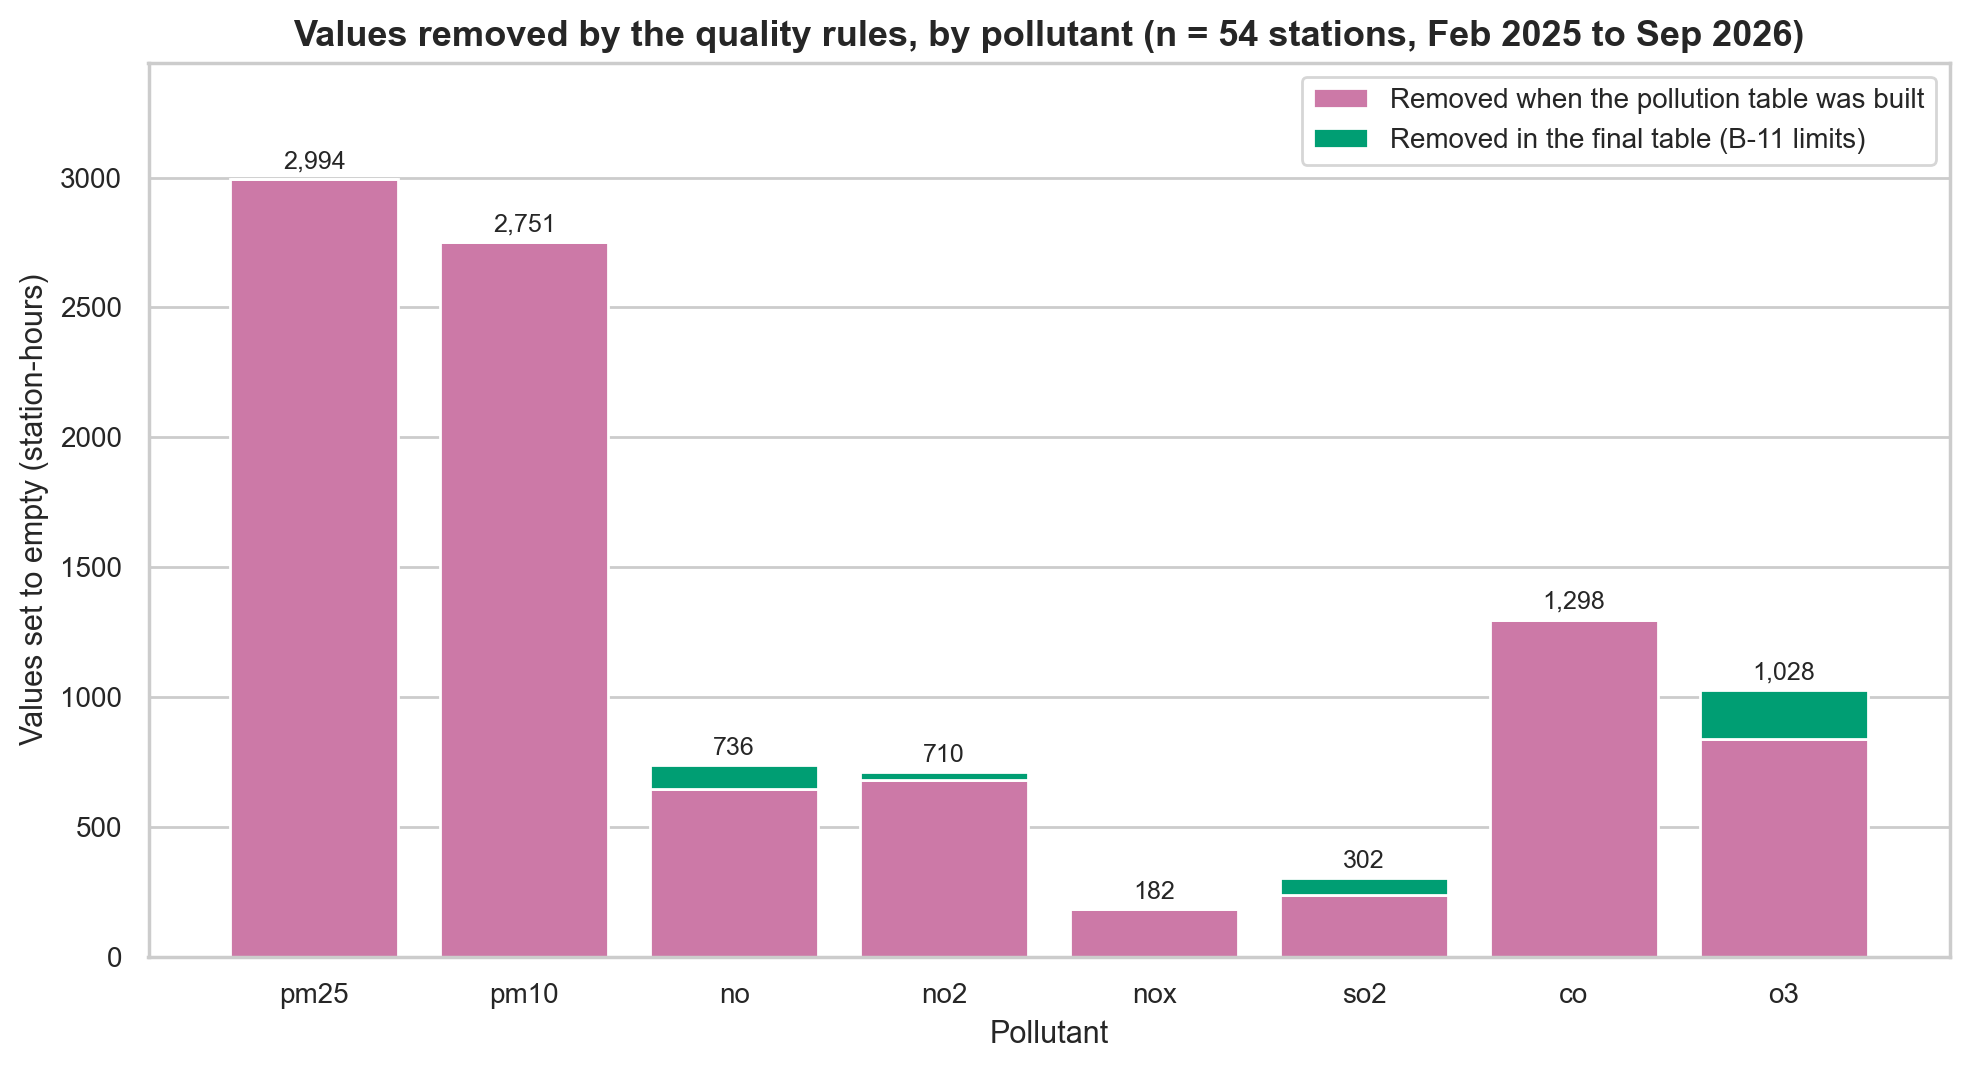 Values removed by the quality rules, by pollutant (n = 54 stations, Feb 2025 to Sep 2026)
Removed when the pollution table was built
Removed in the final table (B-11 limits)
Values set to empty (station-hours)
3000
2500
2000
1500
1000
500
0
2,994
2,751
736
710
182
302
1,298
1,028
pm25
pm10
no
no2
nox
so2
co
o3
Pollutant